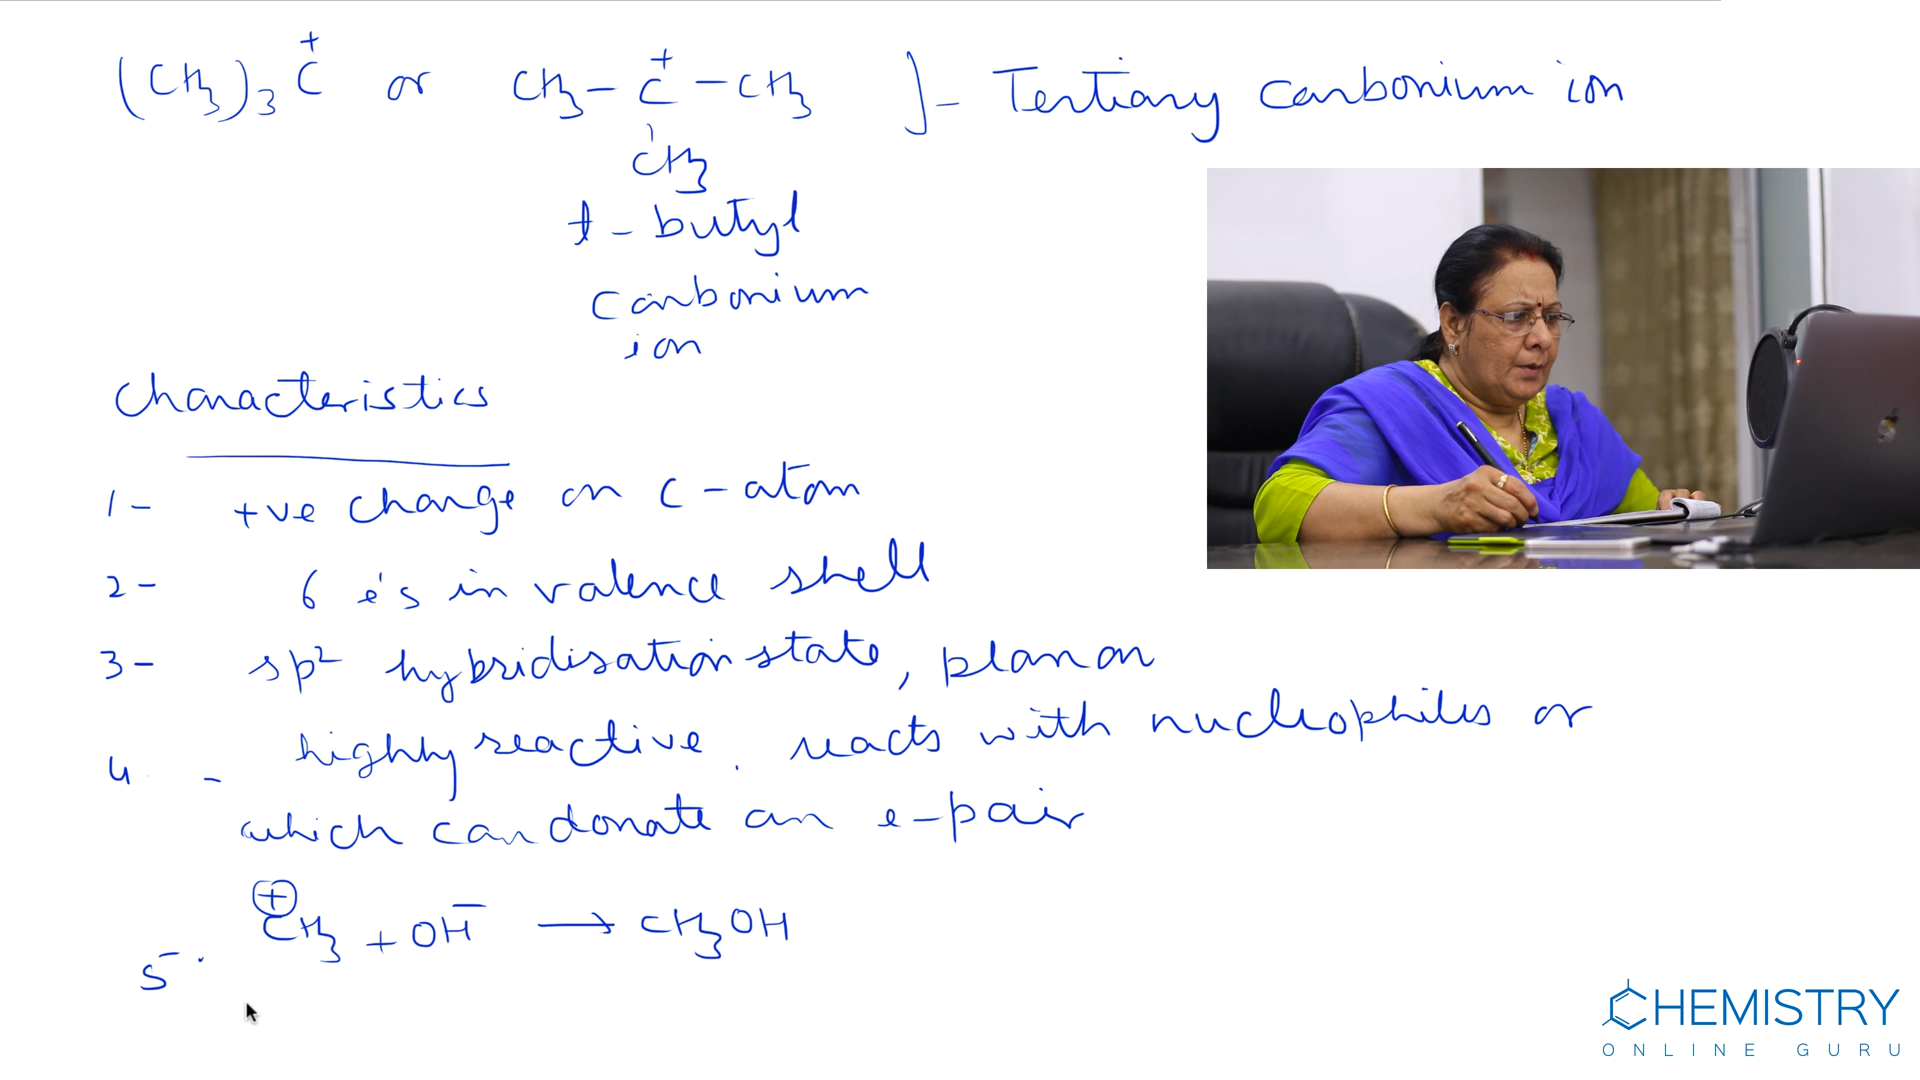 (CH3)3 C+ or CH3 - C+ - CH3 ] - Tertiary carbonium ion
CH3
t - butyl
carbonium
ion
Characteristics
1 - +ve charge on C - atom
2 - 6 e's in valence shell
3 - sp² hybridisation state, planar
4 - highly reactive. reacts with nucleophiles or
which can donate an e-pair
⊕
CH3 + OH⁻ ⟶ CH3OH
5.
CHEMISTRY
ONLINE GURU